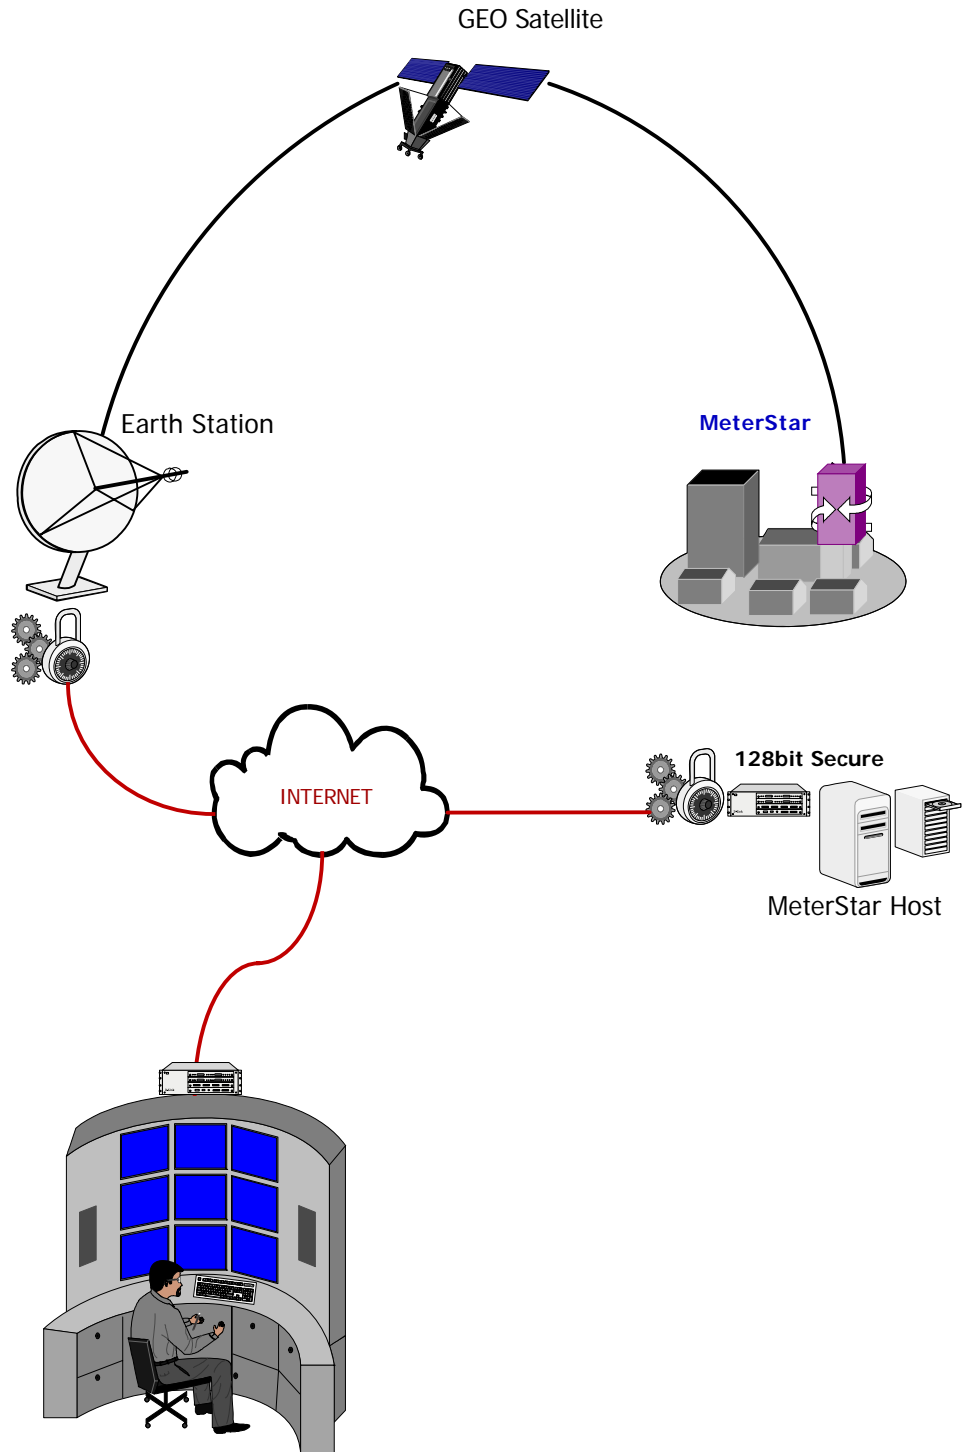 GEO Satellite
Earth Station
MeterStar
INTERNET
128bit Secure
MeterStar Host